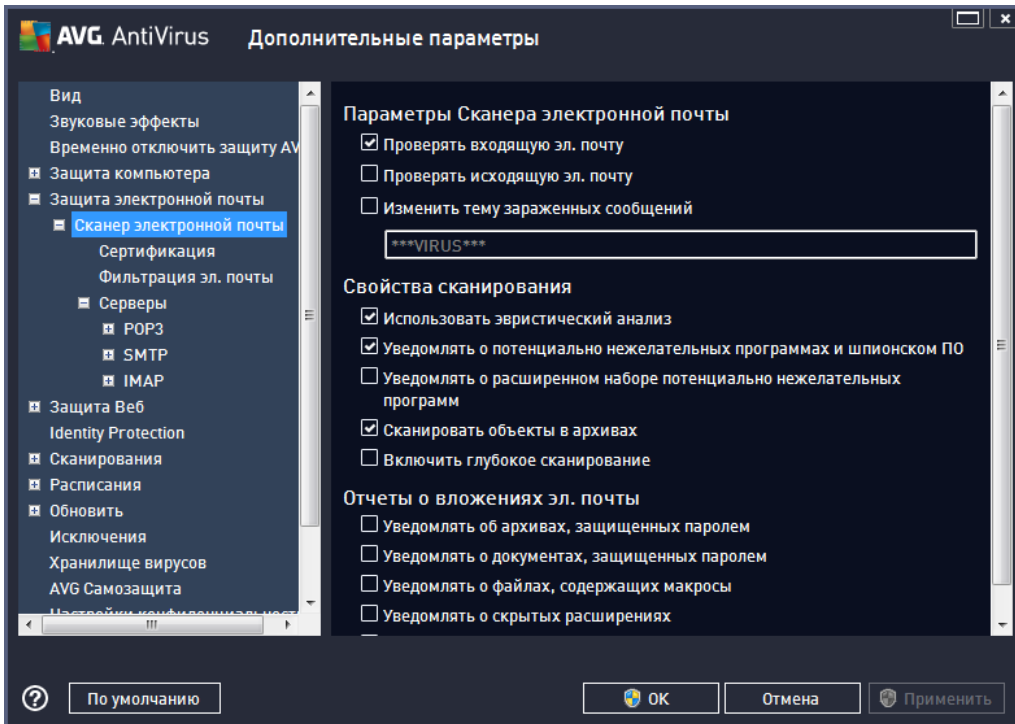 AVG. AntiVirus Дополнительные параметры
Вид
Звуковые эффекты
Временно отключить защиту AV
Защита компьютера
Защита электронной почты
Сканер электронной почты
Сертификация
Фильтрация эл. почты
Серверы
POP3
SMTP
IMAP
Защита Веб
Identity Protection
Сканирования
Расписания
Обновить
Исключения
Хранилище вирусов
AVG Самозащита
Параметры Сканера электронной почты
Проверять входящую эл. почту
Проверять исходящую эл. почту
Изменить тему зараженных сообщений
***VIRUS***
Свойства сканирования
Использовать эвристический анализ
Уведомлять о потенциально нежелательных программах и шпионском ПО
Уведомлять о расширенном наборе потенциально нежелательных
программ
Сканировать объекты в архивах
Включить глубокое сканирование
Отчеты о вложениях эл. почты
Уведомлять об архивах, защищенных паролем
Уведомлять о документах, защищенных паролем
Уведомлять о файлах, содержащих макросы
Уведомлять о скрытых расширениях
? По умолчанию OK Отмена Применить